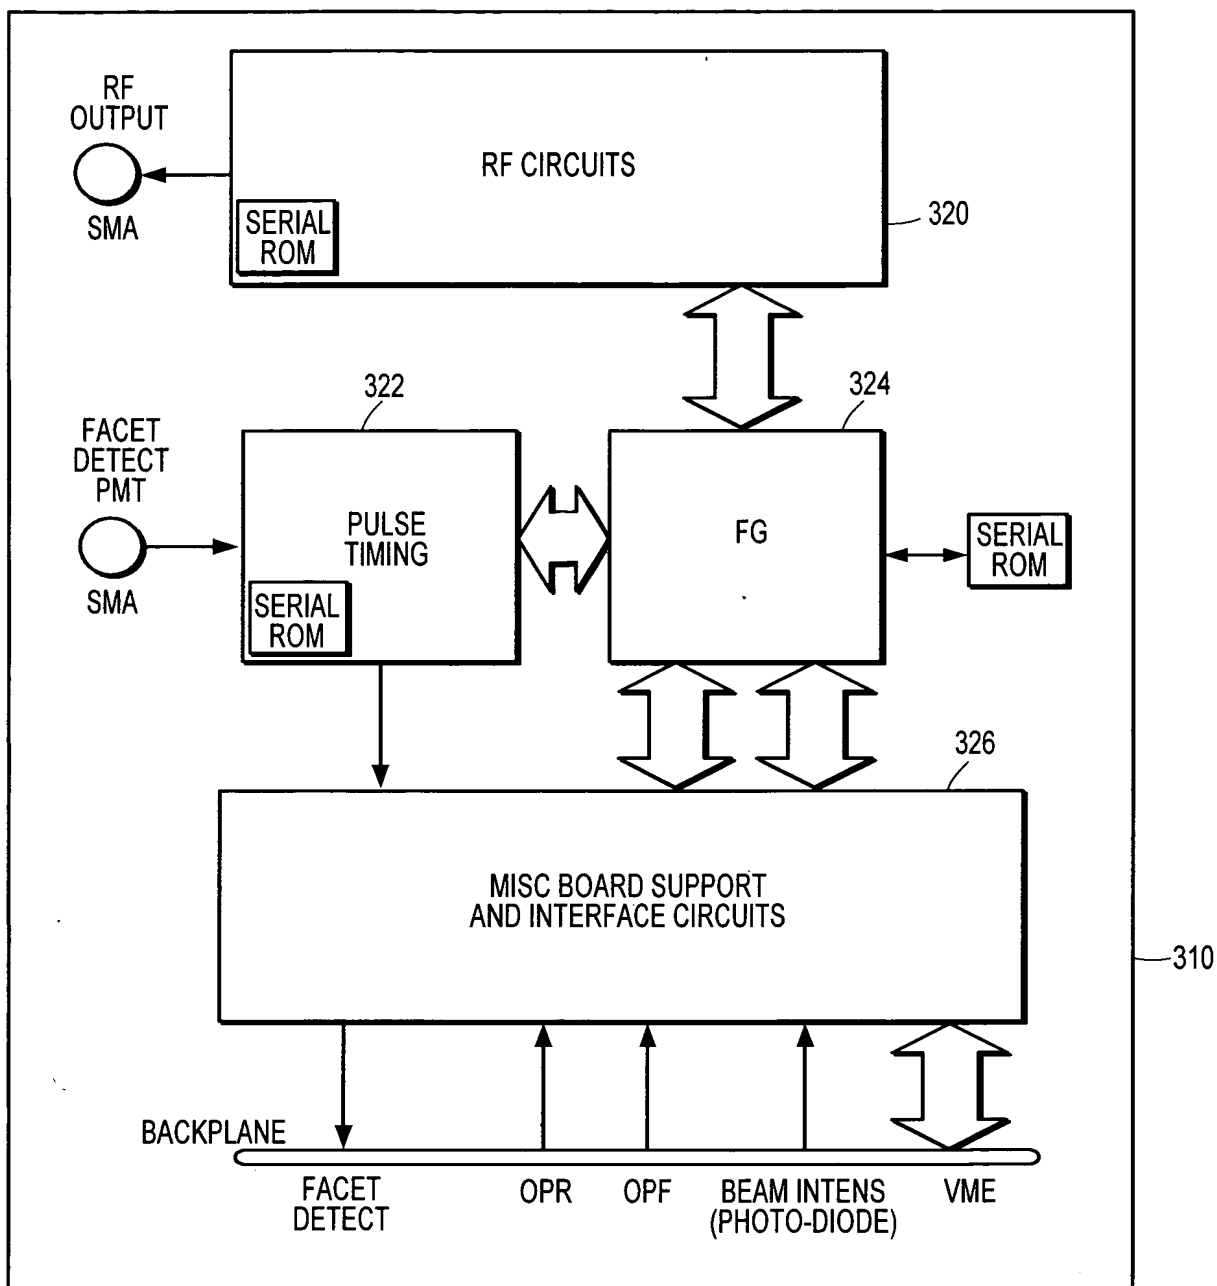 RF
OUTPUT
SMA
RF CIRCUITS
SERIAL
ROM
320
322
324
FACET
DETECT
PMT
SMA
PULSE
TIMING
SERIAL
ROM
FG
SERIAL
ROM
326
MISC BOARD SUPPORT
AND INTERFACE CIRCUITS
310
BACKPLANE
FACET
DETECT
OPR
OPF
BEAM INTENS
(PHOTO-DIODE)
VME